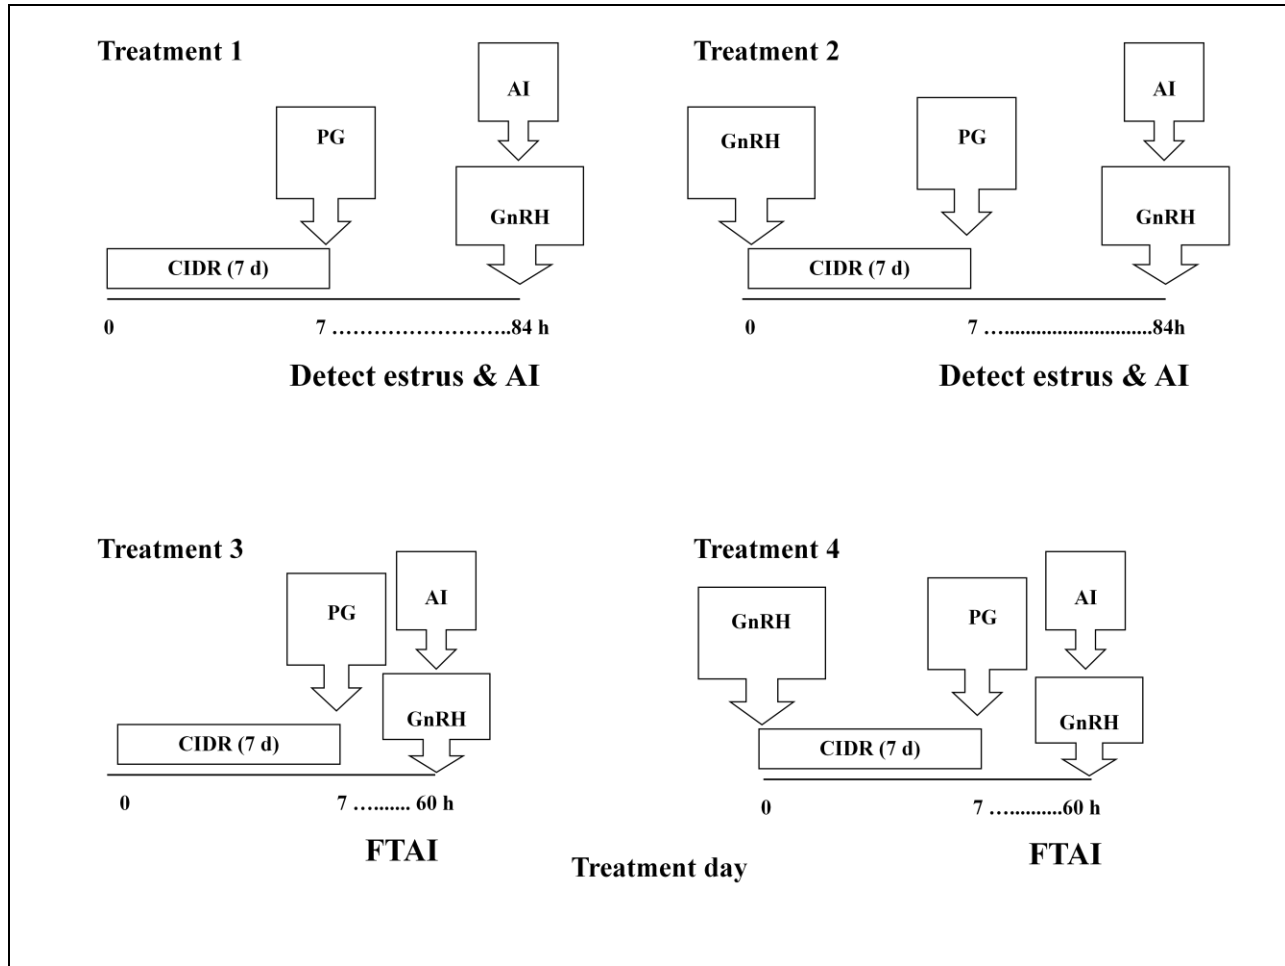 Treatment 1
AI
PG
GnRH
CIDR (7 d)
0
7 ……………………..84 h
Detect estrus & AI
Treatment 2
AI
GnRH
PG
GnRH
CIDR (7 d)
0
7 ….............................84h
Detect estrus & AI
Treatment 3
AI
PG
GnRH
CIDR (7 d)
0
7 …....... 60 h
FTAI
Treatment 4
AI
GnRH
PG
GnRH
CIDR (7 d)
0
7 …...........60 h
FTAI
Treatment day